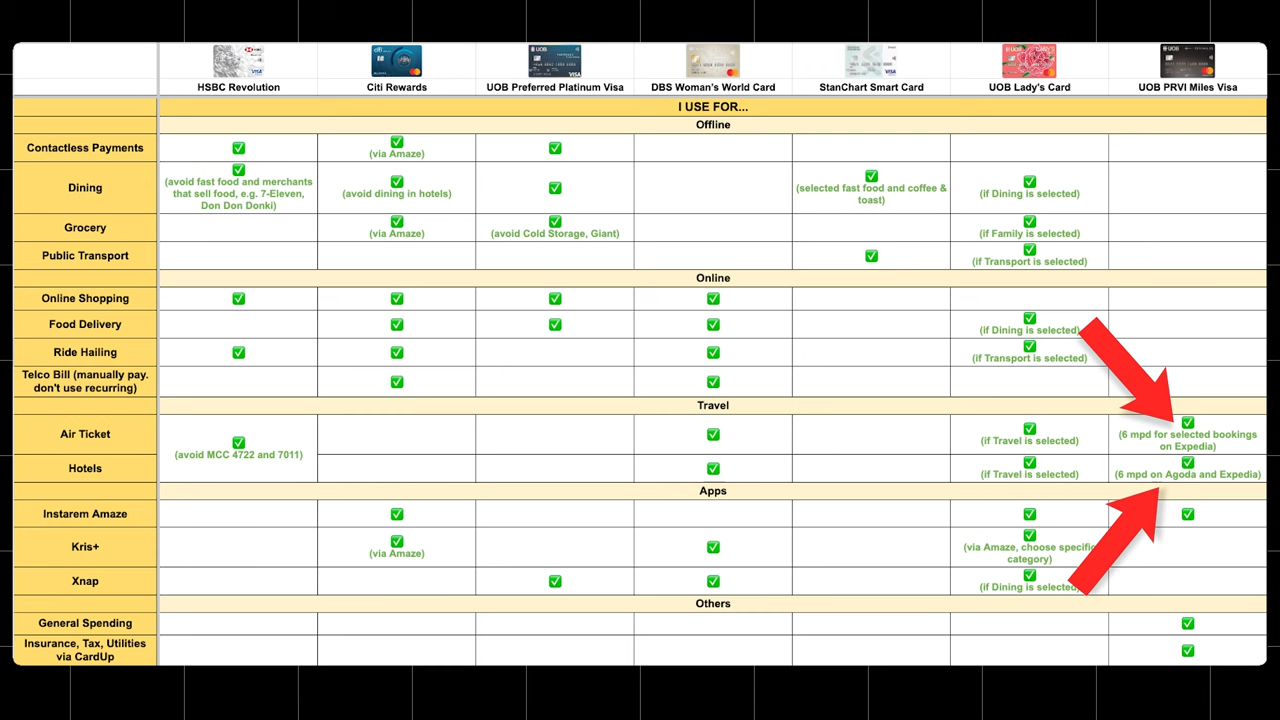 HSBC Revolution
Citi Rewards
UOB Preferred Platinum Visa
DBS Woman's World Card
StanChart Smart Card
UOB Lady's Card
UOB PRVI Miles Visa
I USE FOR...
Offline
Contactless Payments
(via Amaze)
Dining
(avoid fast food and merchants
that sell food, e.g. 7-Eleven,
Don Don Donki)
(avoid dining in hotels)
(selected fast food and coffee &
toast)
(if Dining is selected)
Grocery
(via Amaze)
(avoid Cold Storage, Giant)
(if Family is selected)
Public Transport
(if Transport is selected)
Online
Online Shopping
Food Delivery
(if Dining is selected)
Ride Hailing
(if Transport is selected)
Telco Bill (manually pay.
don't use recurring)
Travel
Air Ticket
(avoid MCC 4722 and 7011)
(if Travel is selected)
(6 mpd for selected bookings
on Expedia)
Hotels
(if Travel is selected)
(6 mpd on Agoda and Expedia)
Apps
Instarem Amaze
Kris+
(via Amaze)
(via Amaze, choose specific
category)
Xnap
(if Dining is selected)
Others
General Spending
Insurance, Tax, Utilities
via CardUp